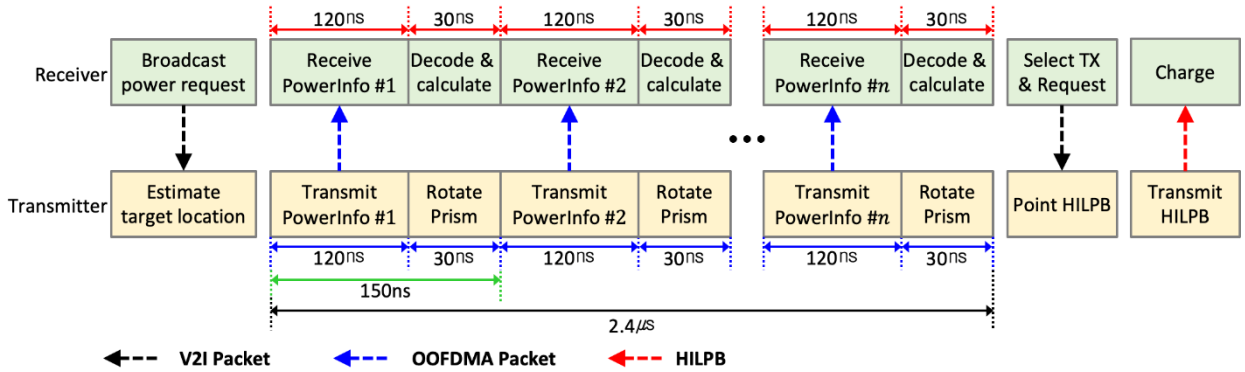 120ns 30ns 120ns 30ns 120ns 30ns
Receiver
Broadcast
power request
Receive
PowerInfo #1
Decode &
calculate
Receive
PowerInfo #2
Decode &
calculate
Receive
PowerInfo #n
Decode &
calculate
Select TX
& Request
Charge
•••
Transmitter
Estimate
target location
Transmit
PowerInfo #1
Rotate
Prism
Transmit
PowerInfo #2
Rotate
Prism
Transmit
PowerInfo #n
Rotate
Prism
Point HILPB
Transmit
HILPB
120ns 30ns 120ns 30ns 120ns 30ns
150ns
2.4㎲
V2I Packet OOFDMA Packet HILPB